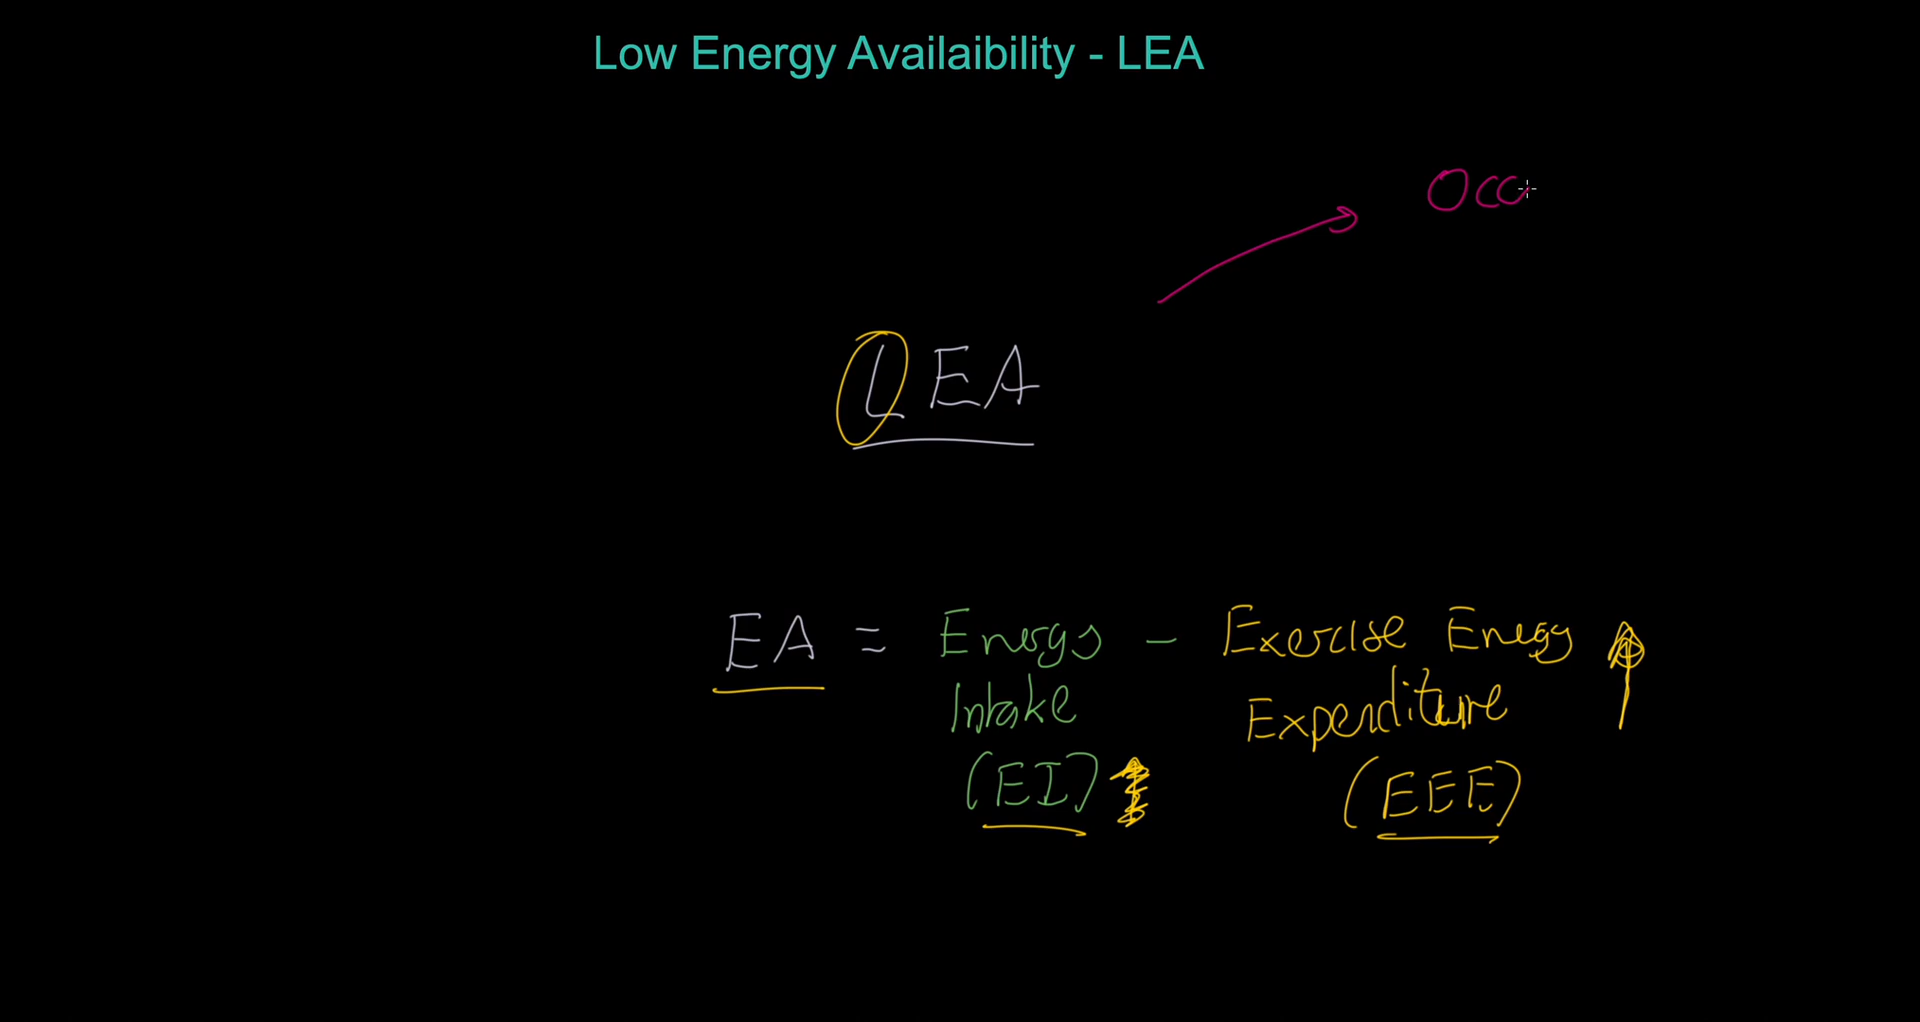 Low Energy Availaibility - LEA
Occ
LEA
EA = Energy - Exercise Energy
Intake Expenditure
(EI) (EEE)